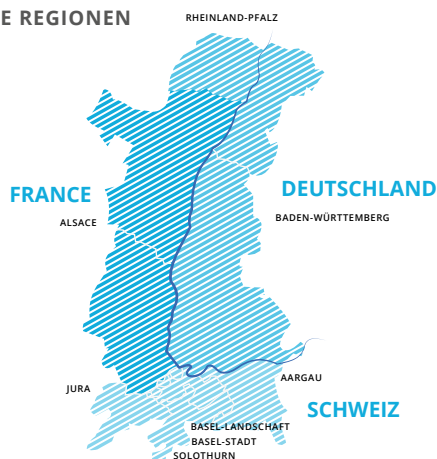 E REGIONEN
RHEINLAND-PFALZ
FRANCE
DEUTSCHLAND
ALSACE
BADEN-WÜRTTEMBERG
JURA
AARGAU
SCHWEIZ
BASEL-LANDSCHAFT
BASEL-STADT
SOLOTHURN